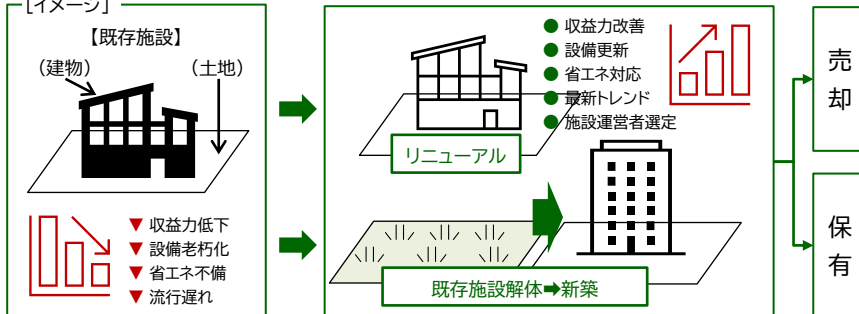 [イメージ]
【既存施設】
(建物)
(土地)
▼ 収益力低下
▼ 設備老朽化
▼ 省エネ不備
▼ 流行遅れ
● 収益力改善
● 設備更新
● 省エネ対応
● 最新トレンド
● 施設運営者選定
リニューアル
既存施設解体➡新築
売却
保有